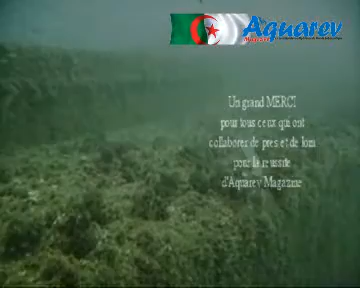 Aquarev
Magazine
Un grand MERCI
pour tous ceux qui ont
collaborer de pres et de loin
pour la reussite
d'Aquarev Magazine